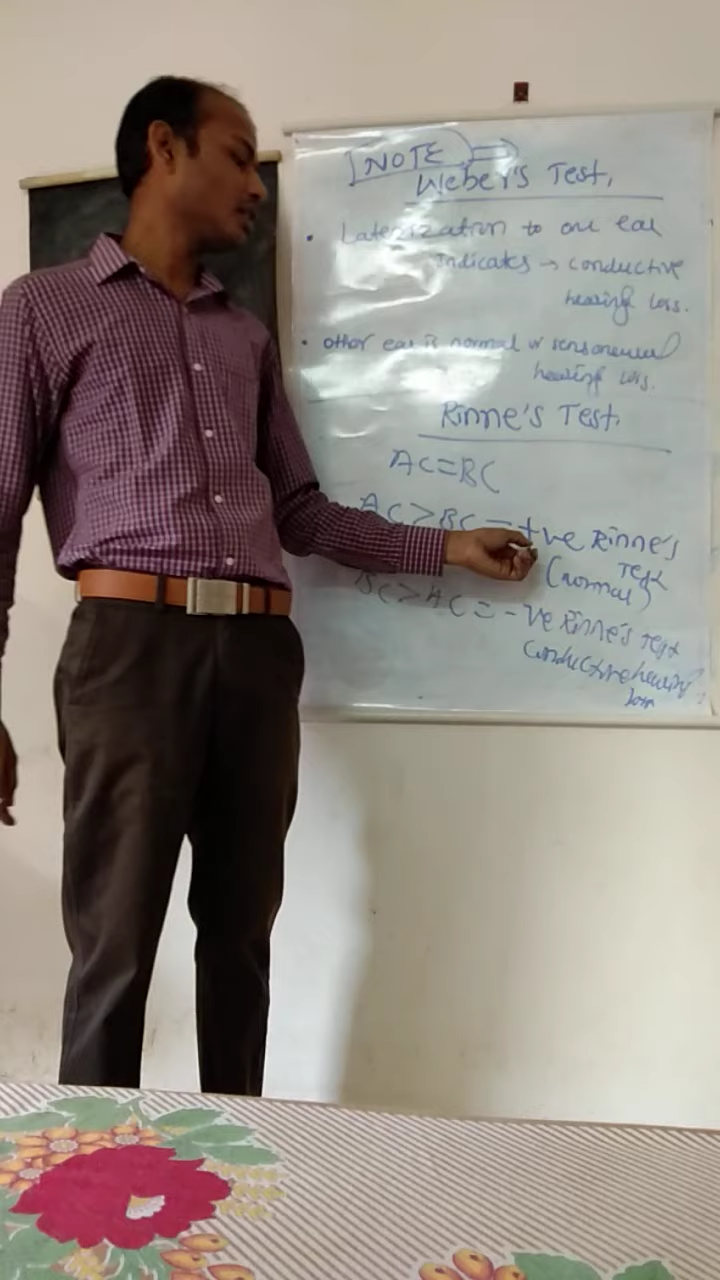 NOTE ⇒
Weber's Test,
• Laterization to one ear
indicates → conductive
hearing loss.
• other ear is normal or sensoneural
hearing loss.
Rinne's Test.
AC=BC
AC>BC = +ve Rinne's
Test
(normal)
BC>AC = -ve Rinne's Test
conductive hearing
loss